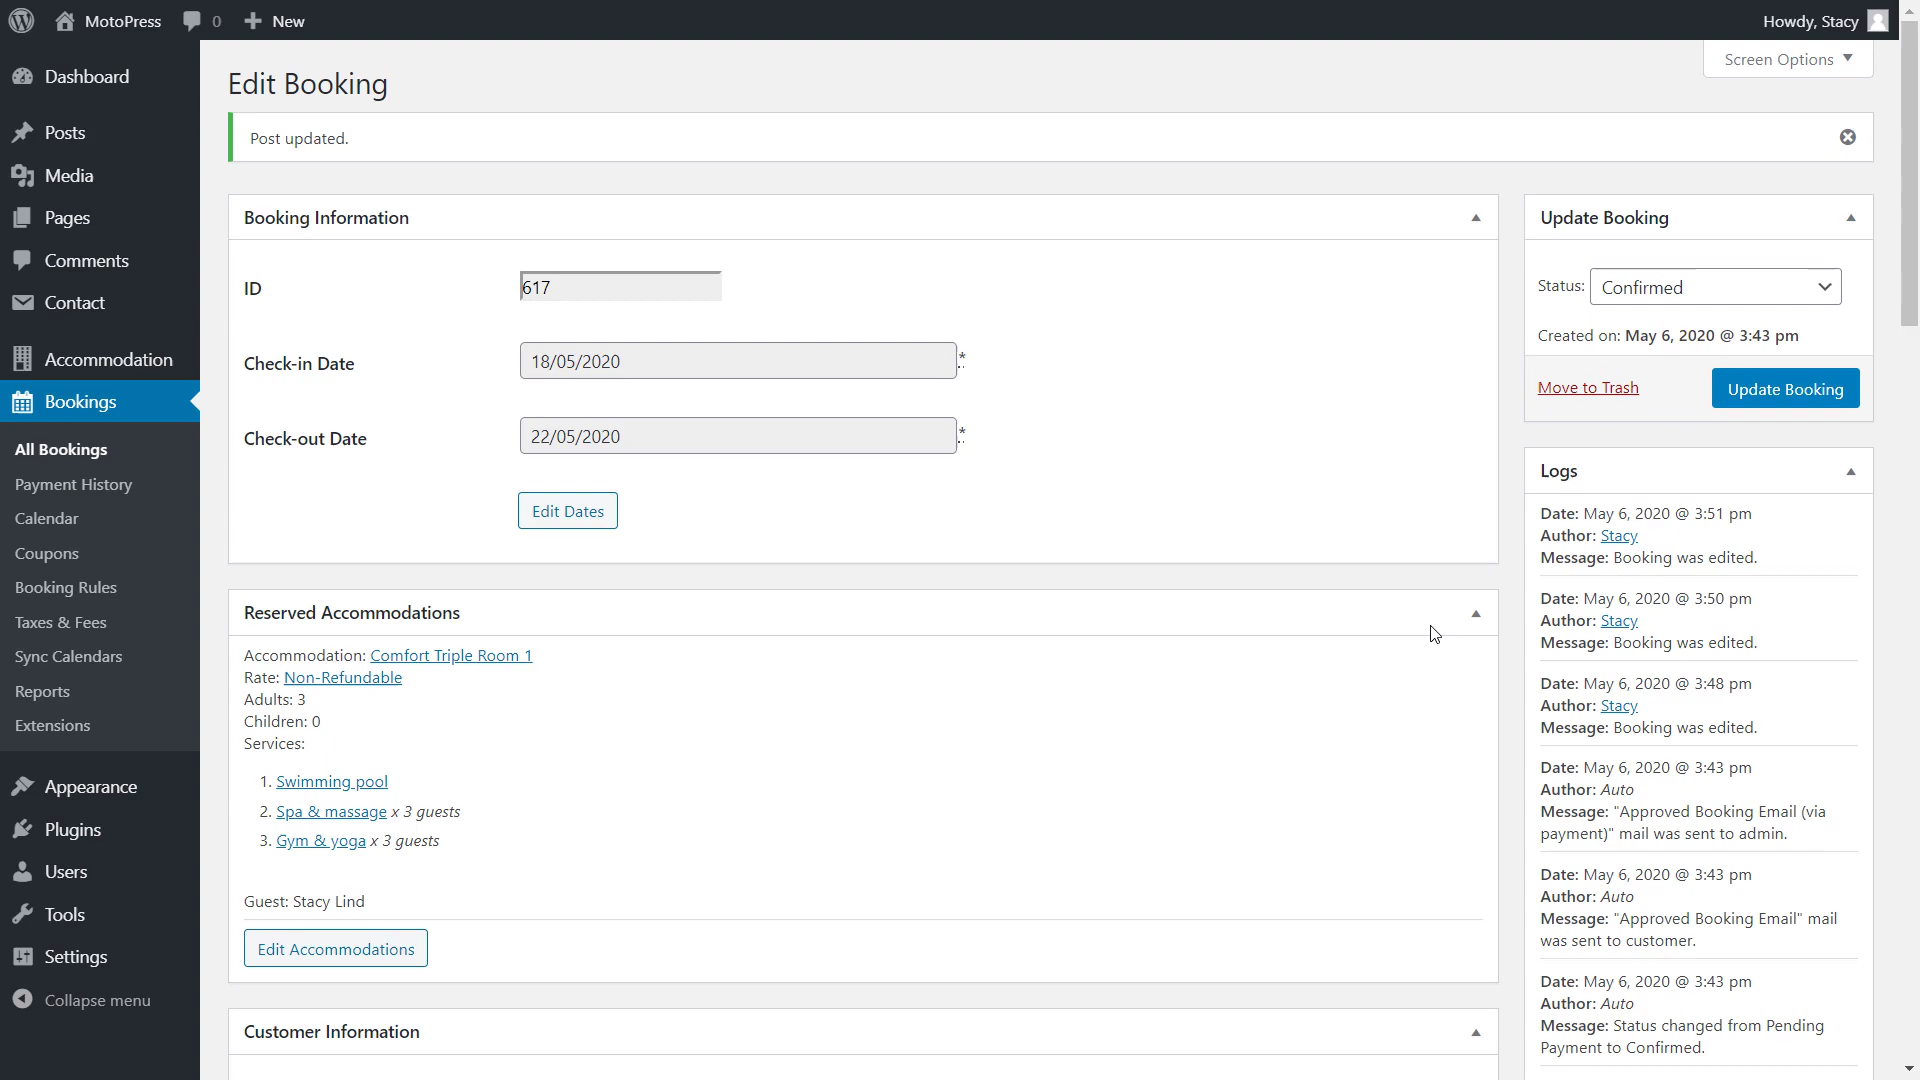 MotoPress
0
New
Howdy, Stacy
Screen Options
Dashboard
Posts
Media
Pages
Comments
Contact
Accommodation
Bookings
All Bookings
Payment History
Calendar
Coupons
Booking Rules
Taxes & Fees
Sync Calendars
Reports
Extensions
Appearance
Plugins
Users
Tools
Settings
Collapse menu
Edit Booking
Post updated.
Booking Information
ID
617
Check-in Date
18/05/2020
*
Check-out Date
22/05/2020
*
Edit Dates
Reserved Accommodations
Accommodation: Comfort Triple Room 1
Rate: Non-Refundable
Adults: 3
Children: 0
Services:
1. Swimming pool
2. Spa & massage x 3 guests
3. Gym & yoga x 3 guests
Guest: Stacy Lind
Edit Accommodations
Customer Information
Update Booking
Status:
Confirmed
Created on: May 6, 2020 @ 3:43 pm
Move to Trash
Update Booking
Logs
Date: May 6, 2020 @ 3:51 pm
Author: Stacy
Message: Booking was edited.
Date: May 6, 2020 @ 3:50 pm
Author: Stacy
Message: Booking was edited.
Date: May 6, 2020 @ 3:48 pm
Author: Stacy
Message: Booking was edited.
Date: May 6, 2020 @ 3:43 pm
Author: Auto
Message: "Approved Booking Email (via
payment)" mail was sent to admin.
Date: May 6, 2020 @ 3:43 pm
Author: Auto
Message: "Approved Booking Email" mail
was sent to customer.
Date: May 6, 2020 @ 3:43 pm
Author: Auto
Message: Status changed from Pending
Payment to Confirmed.